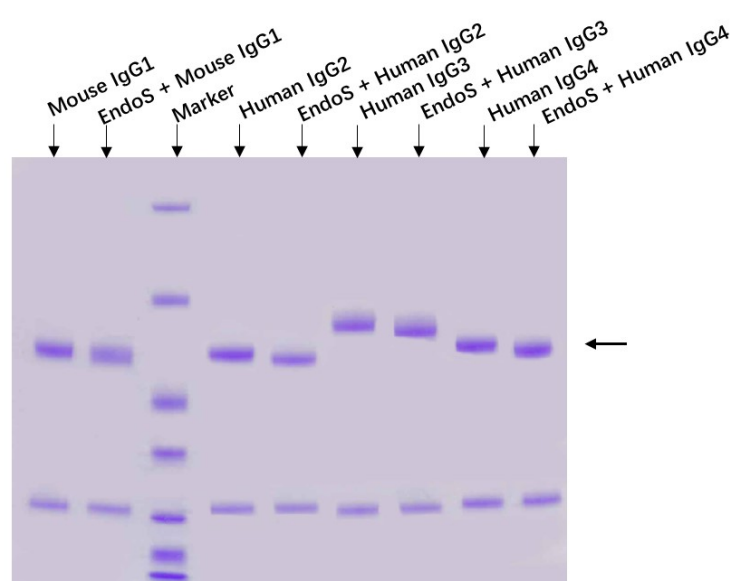 Mouse IgG1
EndoS + Mouse IgG1
Marker
Human IgG2
EndoS + Human IgG2
Human IgG3
EndoS + Human IgG3
Human IgG4
EndoS + Human IgG4